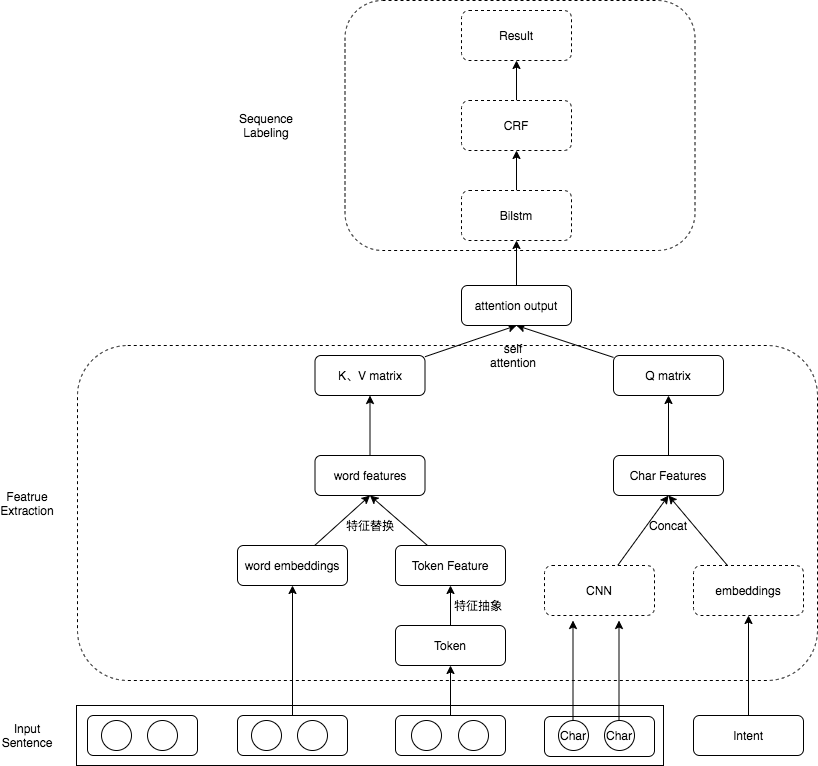 Result
Sequence
Labeling
CRF
Bilstm
attention output
self
attention
K、V matrix
Q matrix
word features
Char Features
Featrue
Extraction
特征替换
Concat
word embeddings
Token Feature
CNN
embeddings
特征抽象
Token
Input
Sentence
Char
Char
Intent